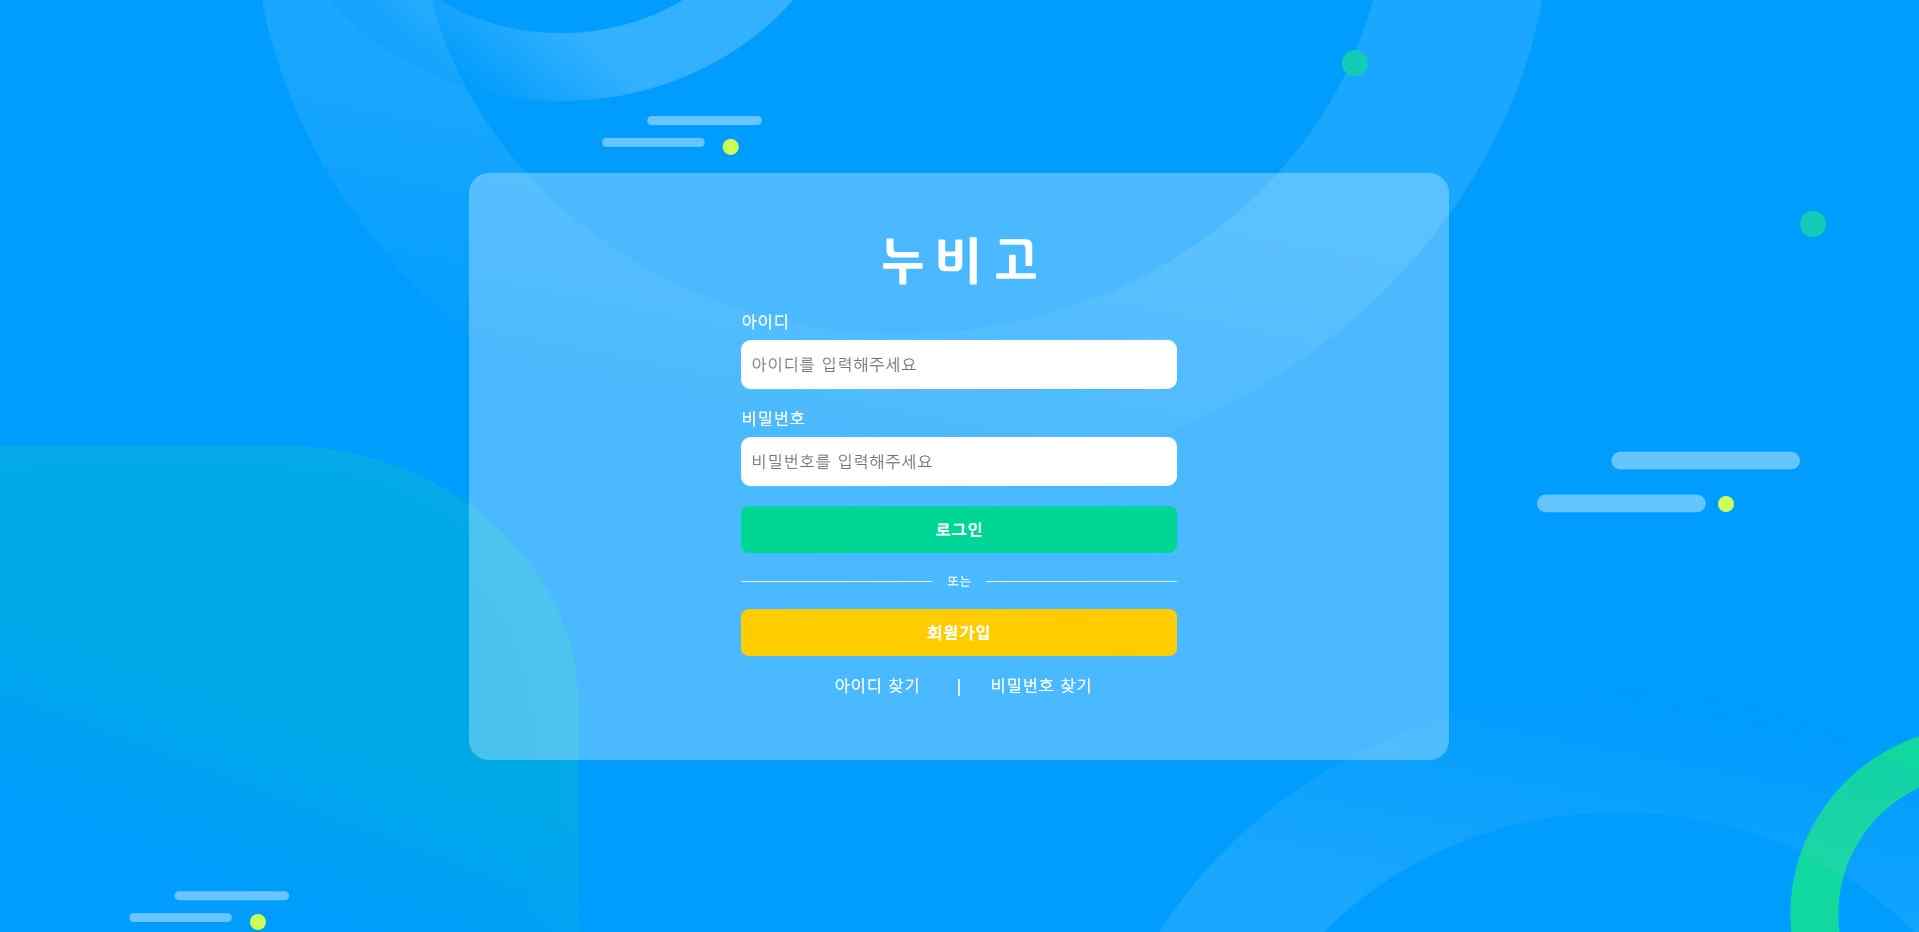 누비고
아이디
아이디를 입력해주세요
비밀번호
비밀번호를 입력해주세요
로그인
또는
회원가입
아이디 찾기 | 비밀번호 찾기